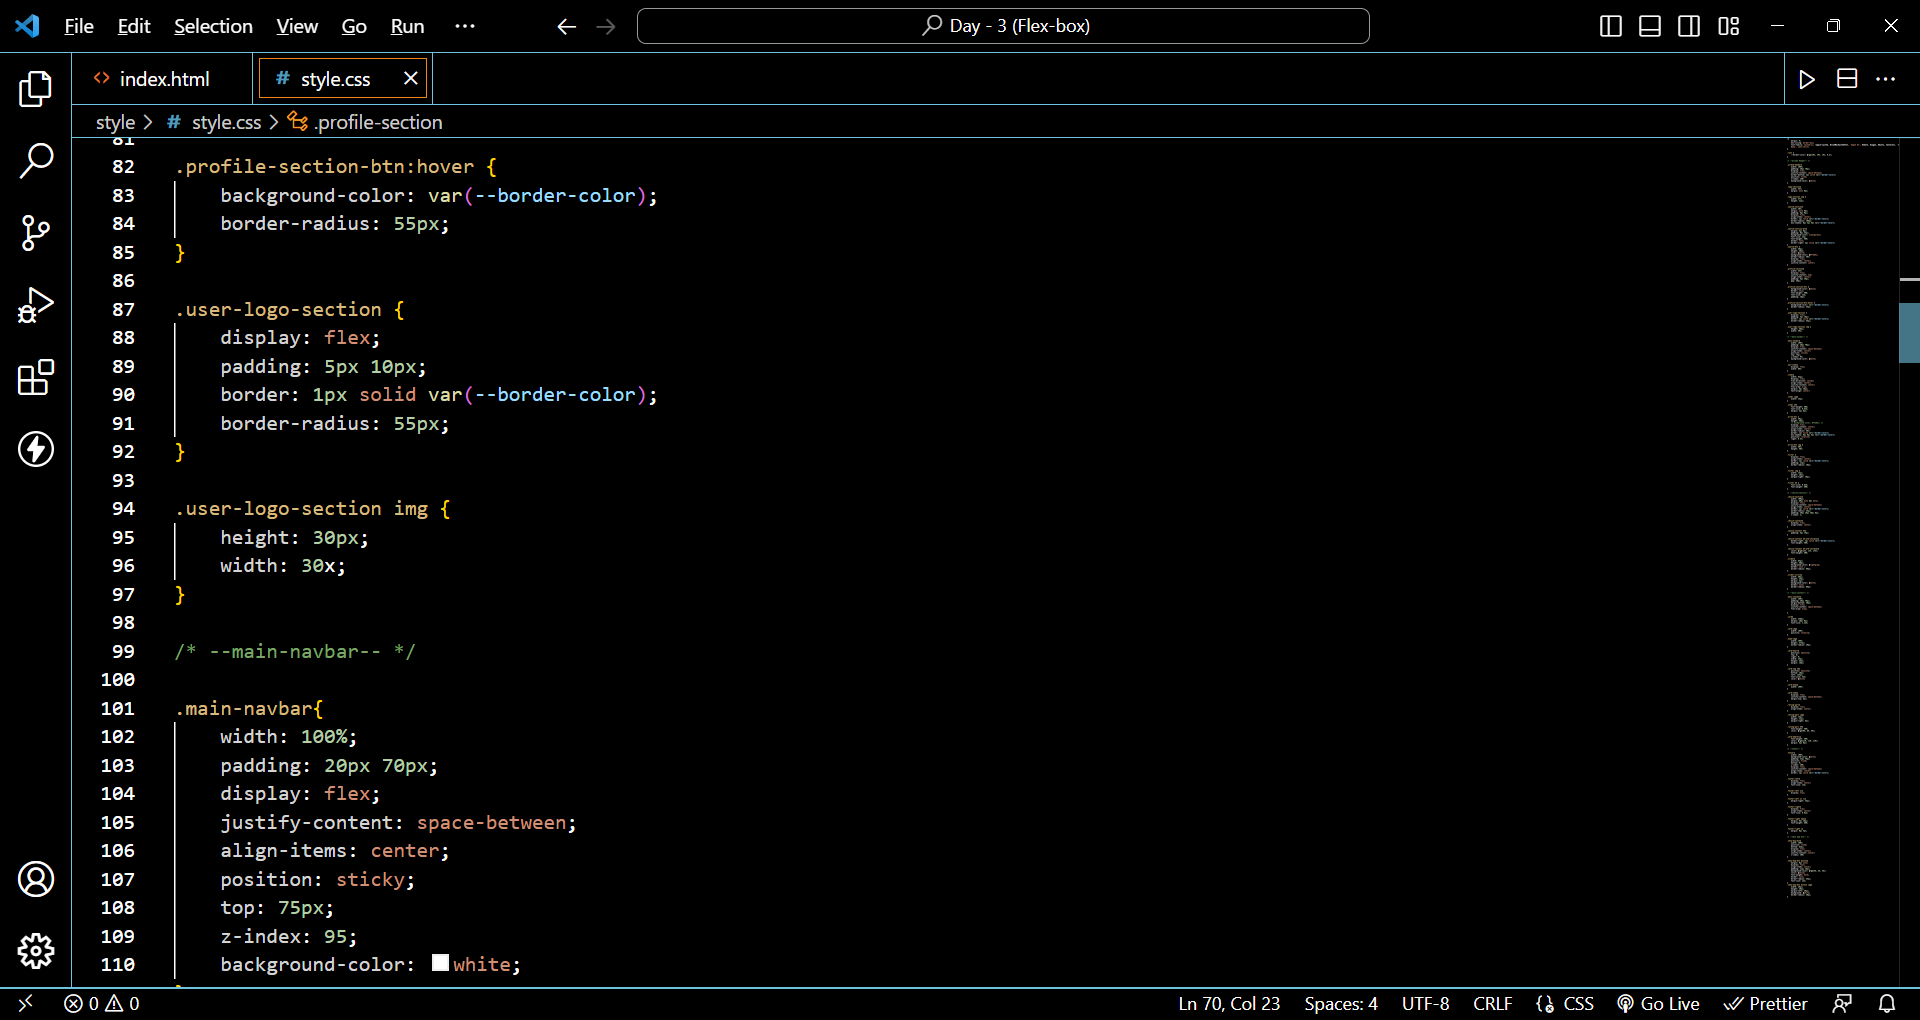 File Edit Selection View Go Run ··· Day - 3 (Flex-box)
index.html # style.css
style > # style.css > .profile-section
81
82 .profile-section-btn:hover {
83 background-color: var(--border-color);
84 border-radius: 55px;
85 }
86
87 .user-logo-section {
88 display: flex;
89 padding: 5px 10px;
90 border: 1px solid var(--border-color);
91 border-radius: 55px;
92 }
93
94 .user-logo-section img {
95 height: 30px;
96 width: 30x;
97 }
98
99 /* --main-navbar-- */
100
101 .main-navbar{
102 width: 100%;
103 padding: 20px 70px;
104 display: flex;
105 justify-content: space-between;
106 align-items: center;
107 position: sticky;
108 top: 75px;
109 z-index: 95;
110 background-color: white;
0 0 Ln 70, Col 23 Spaces: 4 UTF-8 CRLF CSS Go Live Prettier